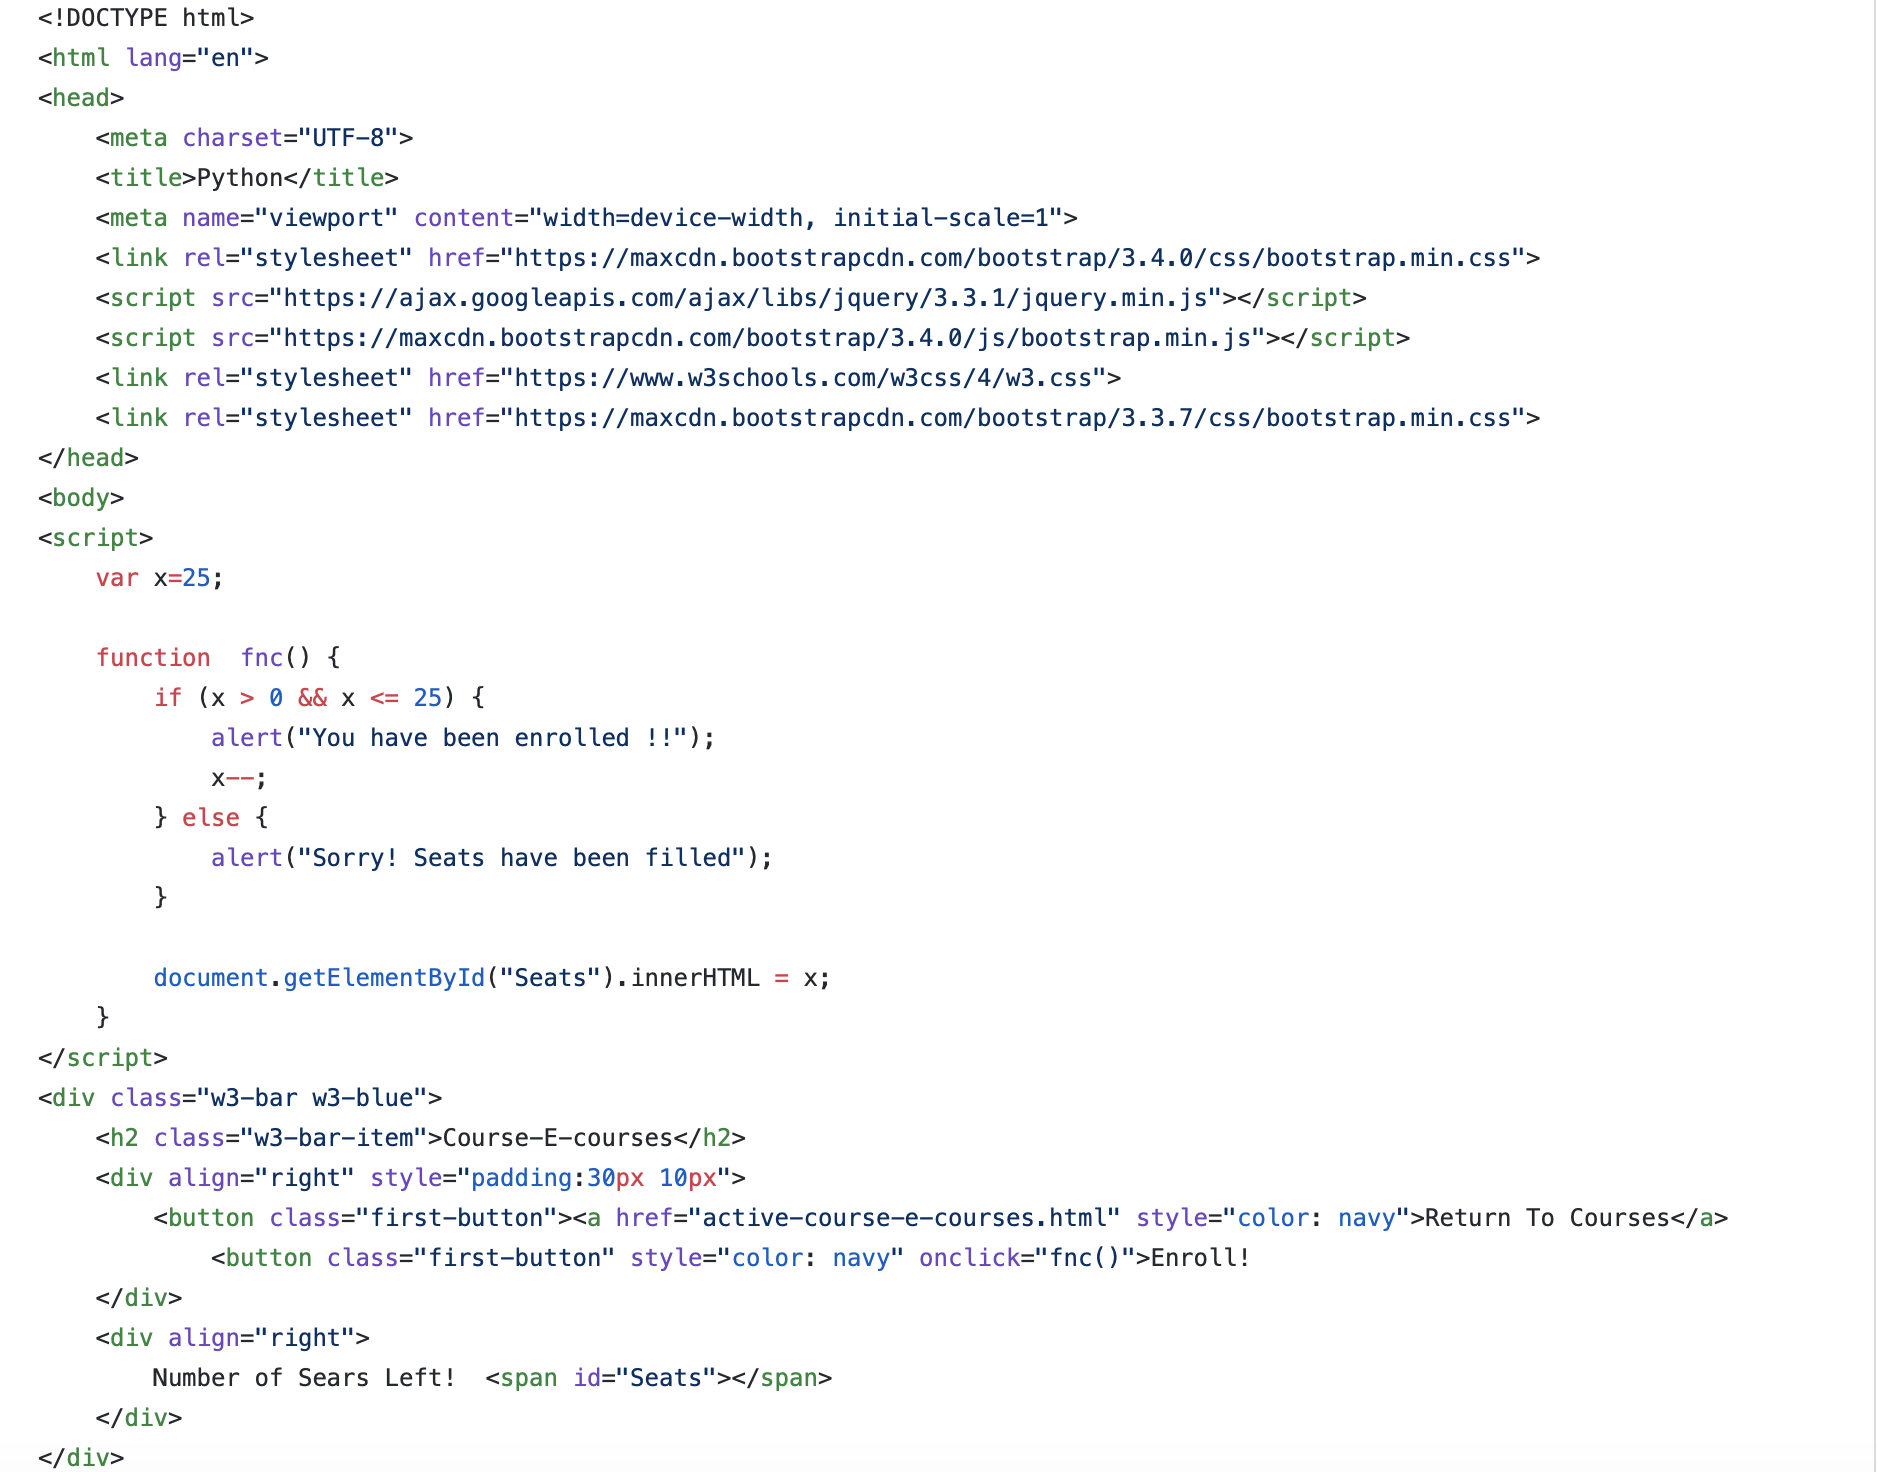 <!DOCTYPE html>
<html lang="en">
<head>
    <meta charset="UTF-8">
    <title>Python</title>
    <meta name="viewport" content="width=device-width, initial-scale=1">
    <link rel="stylesheet" href="https://maxcdn.bootstrapcdn.com/bootstrap/3.4.0/css/bootstrap.min.css">
    <script src="https://ajax.googleapis.com/ajax/libs/jquery/3.3.1/jquery.min.js"></script>
    <script src="https://maxcdn.bootstrapcdn.com/bootstrap/3.4.0/js/bootstrap.min.js"></script>
    <link rel="stylesheet" href="https://www.w3schools.com/w3css/4/w3.css">
    <link rel="stylesheet" href="https://maxcdn.bootstrapcdn.com/bootstrap/3.3.7/css/bootstrap.min.css">
</head>
<body>
<script>
    var x=25;

    function  fnc() {
        if (x > 0 && x <= 25) {
            alert("You have been enrolled !!");
            x--;
        } else {
            alert("Sorry! Seats have been filled");
        }

        document.getElementById("Seats").innerHTML = x;
    }
</script>
<div class="w3-bar w3-blue">
    <h2 class="w3-bar-item">Course-E-courses</h2>
    <div align="right" style="padding:30px 10px">
        <button class="first-button"><a href="active-course-e-courses.html" style="color: navy">Return To Courses</a>
            <button class="first-button" style="color: navy" onclick="fnc()">Enroll!
    </div>
    <div align="right">
        Number of Sears Left!  <span id="Seats"></span>
    </div>
</div>